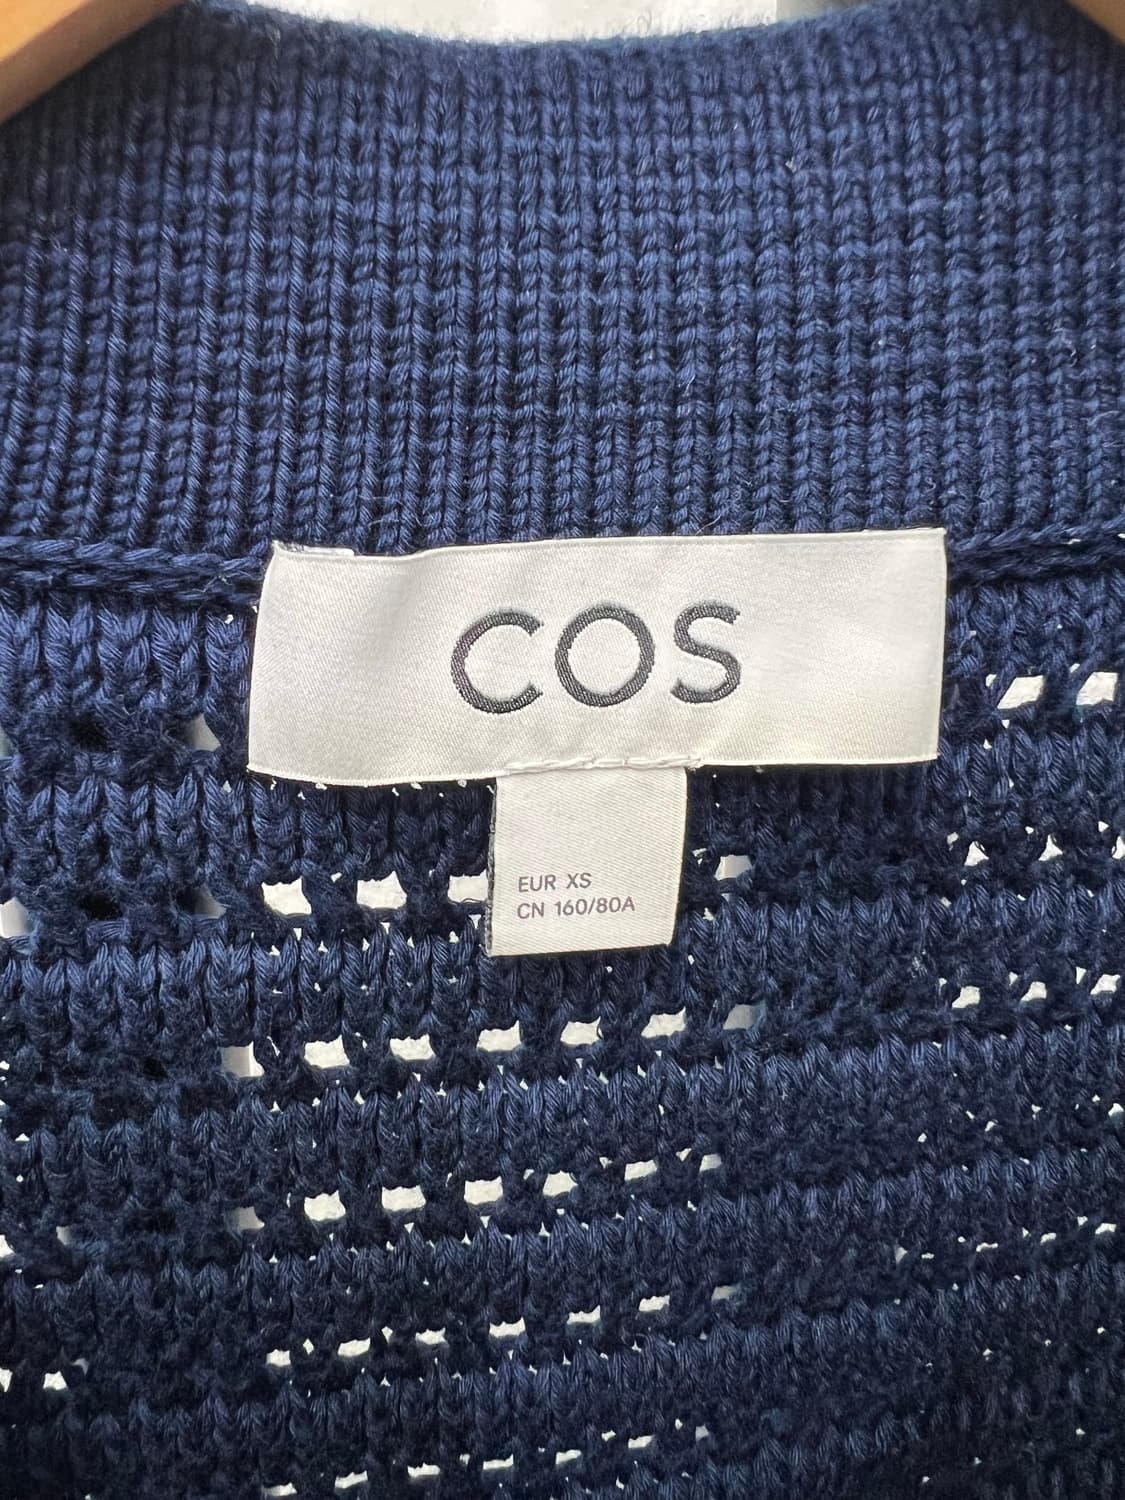 COS
EUR XS
CN 160/80A